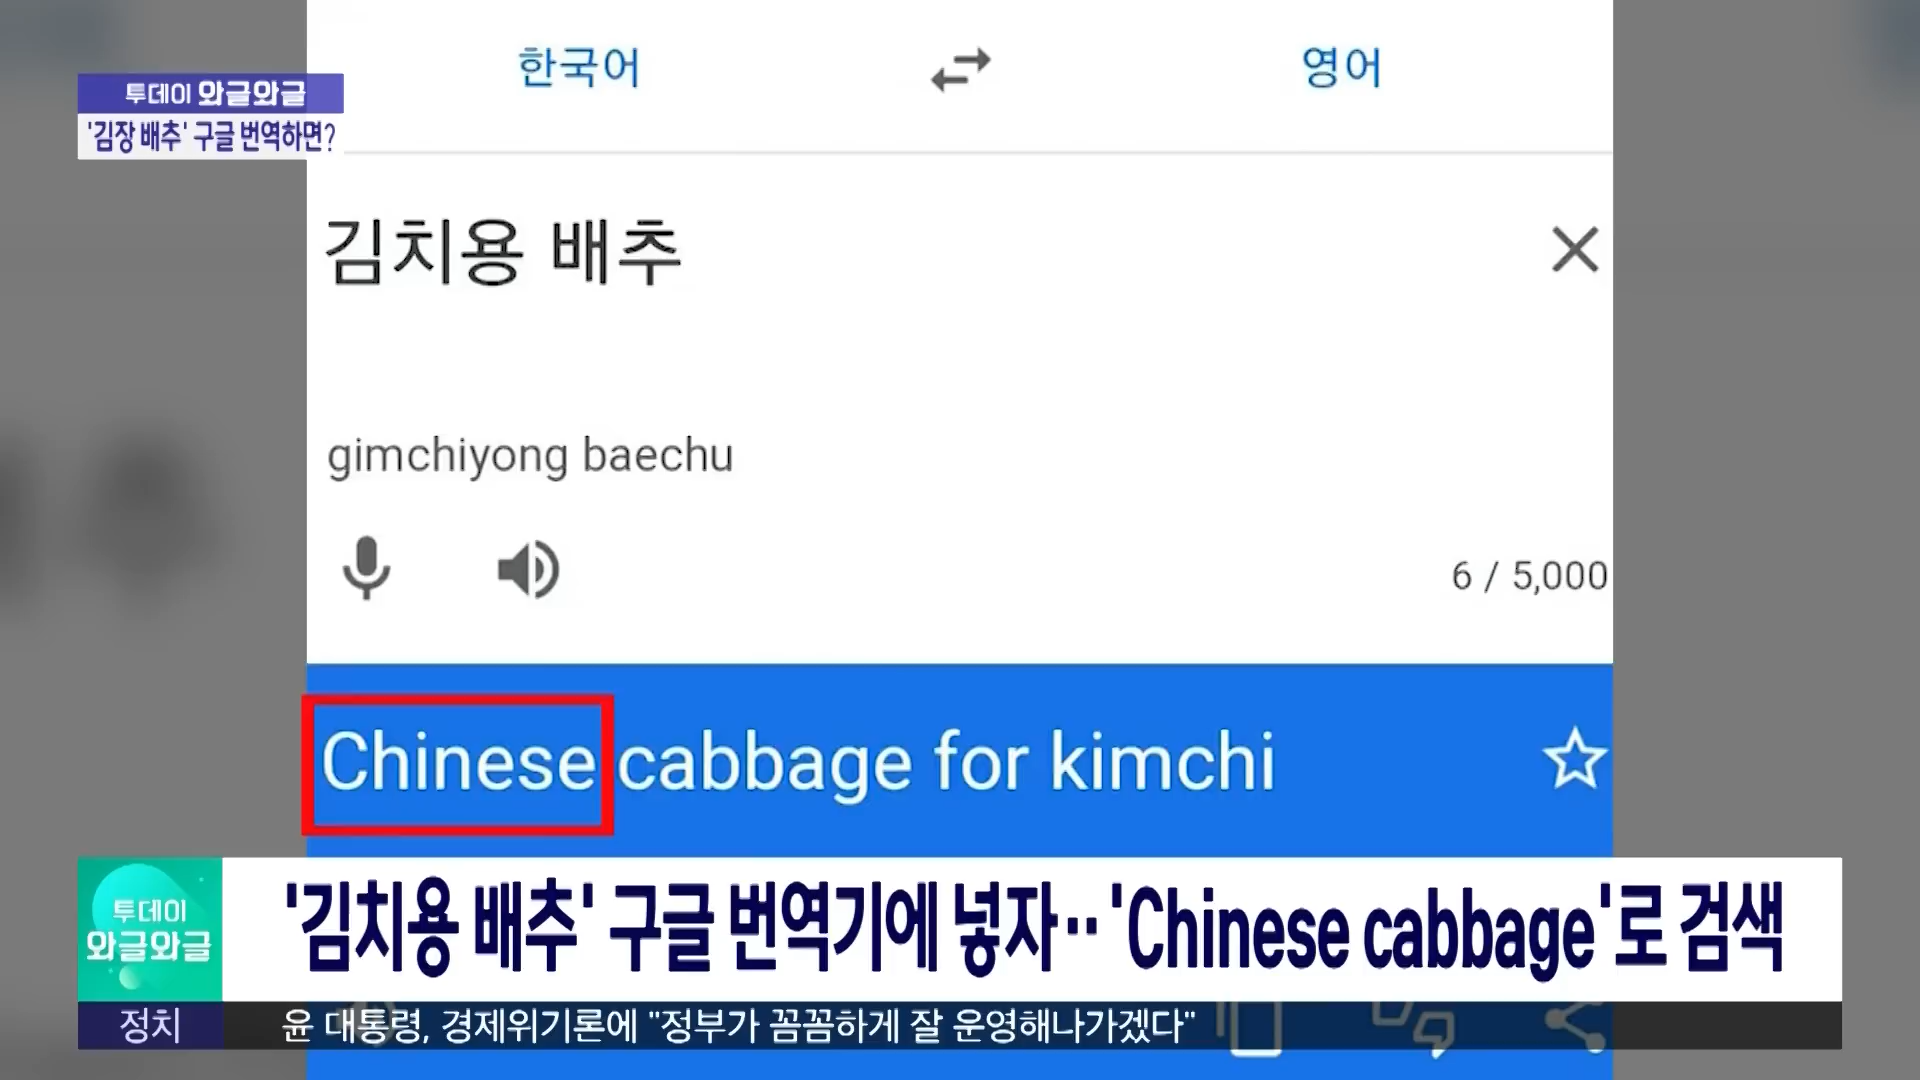 한국어
영어
투데이 와글와글
'김장 배추' 구글 번역하면?
김치용 배추
gimchiyong baechu
6 / 5,000
Chinese cabbage for kimchi
투데이
와글와글
'김치용 배추' 구글 번역기에 넣자‥'Chinese cabbage'로 검색
정치
윤 대통령, 경제위기론에 "정부가 꼼꼼하게 잘 운영해나가겠다"